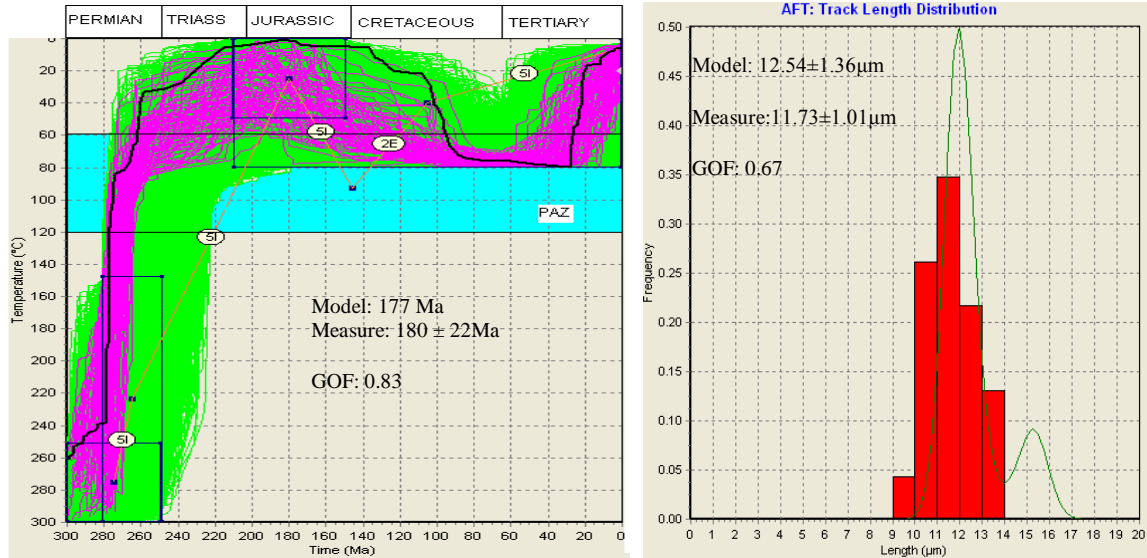 PERMIAN TRIASS JURASSIC CRETACEOUS TERTIARY
0
20
40
60
80
100
120
140
160
180
200
220
240
260
280
300
Temperature (°C)
5I
5I
5I
2E
5I
5I
PAZ
Model: 177 Ma
Measure: 180 ± 22Ma
GOF: 0.83
300 280 260 240 220 200 180 160 140 120 100 80 60 40 20 0
Time (Ma)
AFT: Track Length Distribution
0.50
0.45
0.40
0.35
0.30
0.25
0.20
0.15
0.10
0.05
0.00
Frequency
Model: 12.54±1.36µm
Measure:11.73±1.01µm
GOF: 0.67
0 1 2 3 4 5 6 7 8 9 10 11 12 13 14 15 16 17 18 19 20
Length (µm)